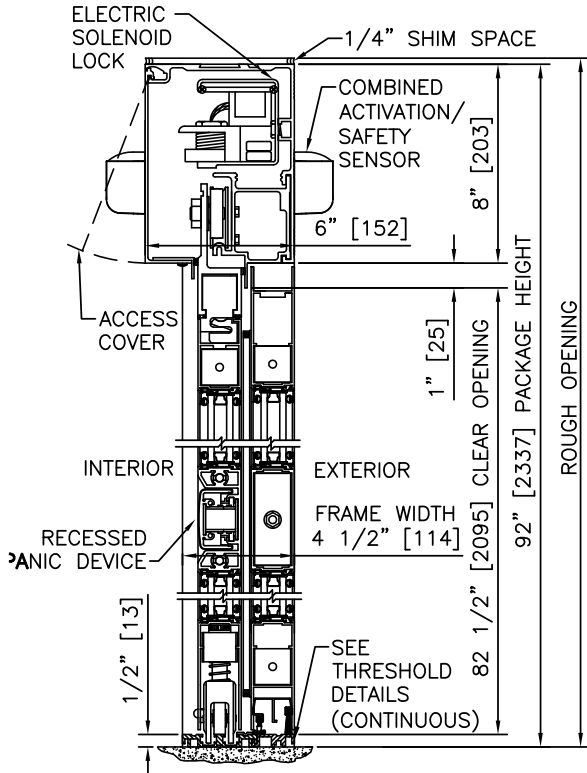 ELECTRIC
SOLENOID
LOCK
1/4” SHIM SPACE
COMBINED
ACTIVATION/
SAFETY
SENSOR
8” [203]
6” [152]
ACCESS
COVER
1” [25]
82 1/2” [2095] CLEAR OPENING
92” [2337] PACKAGE HEIGHT
ROUGH OPENING
INTERIOR
EXTERIOR
FRAME WIDTH
4 1/2” [114]
RECESSED
PANIC DEVICE
1/2” [13]
SEE
THRESHOLD
DETAILS
(CONTINUOUS)